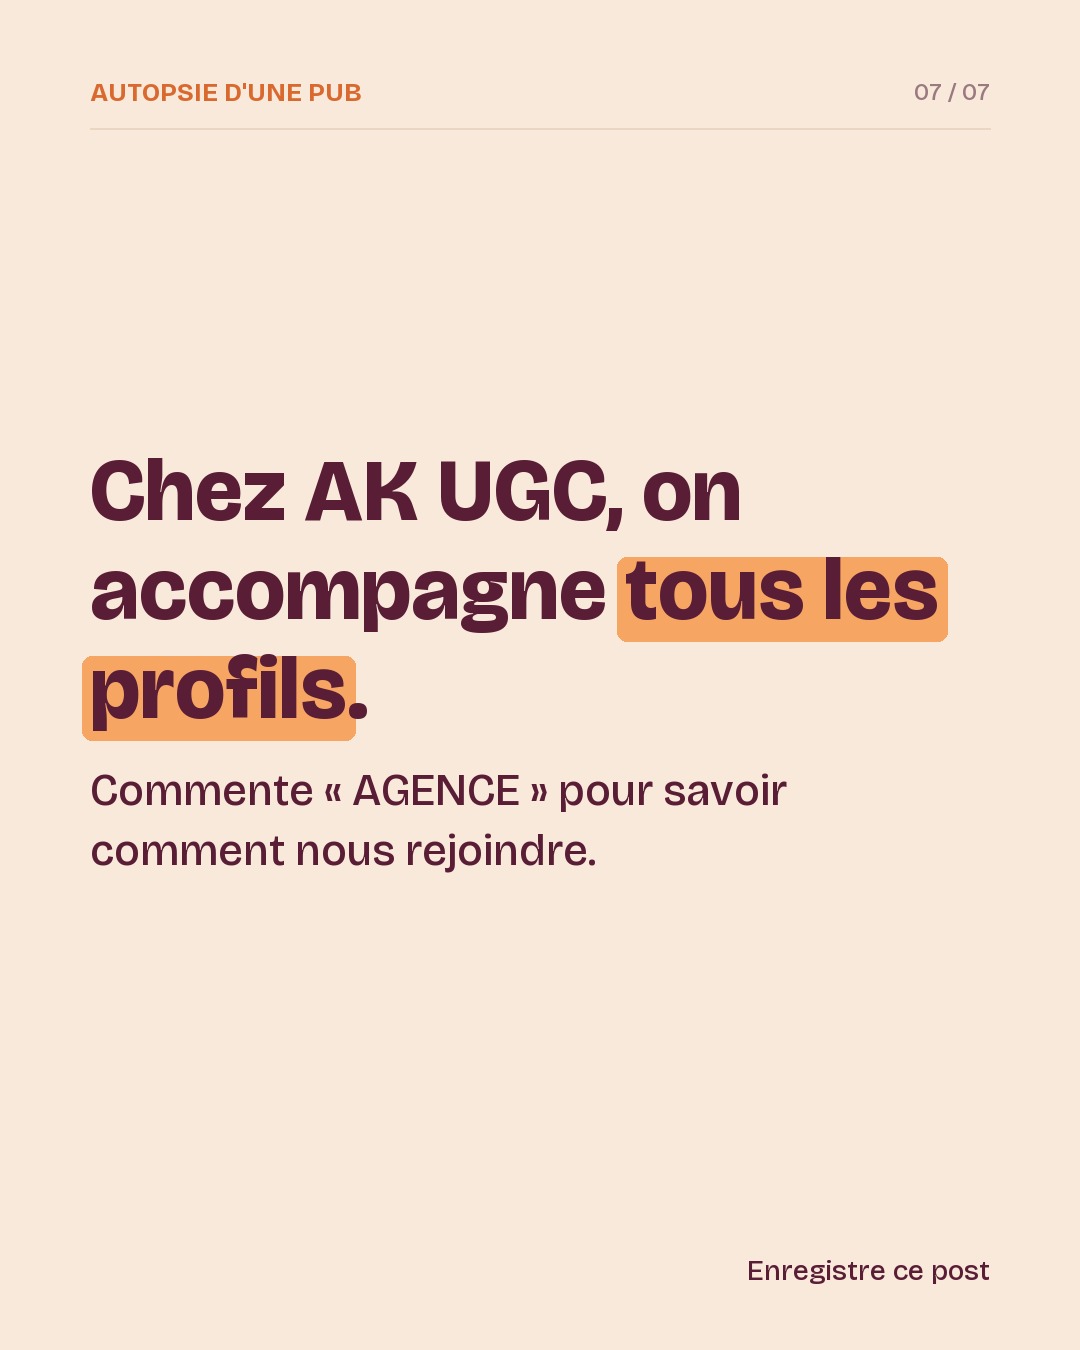 AUTOPSIE D'UNE PUB
07 / 07
Chez AK UGC, on
accompagne tous les
profils.
Commente « AGENCE » pour savoir
comment nous rejoindre.
Enregistre ce post